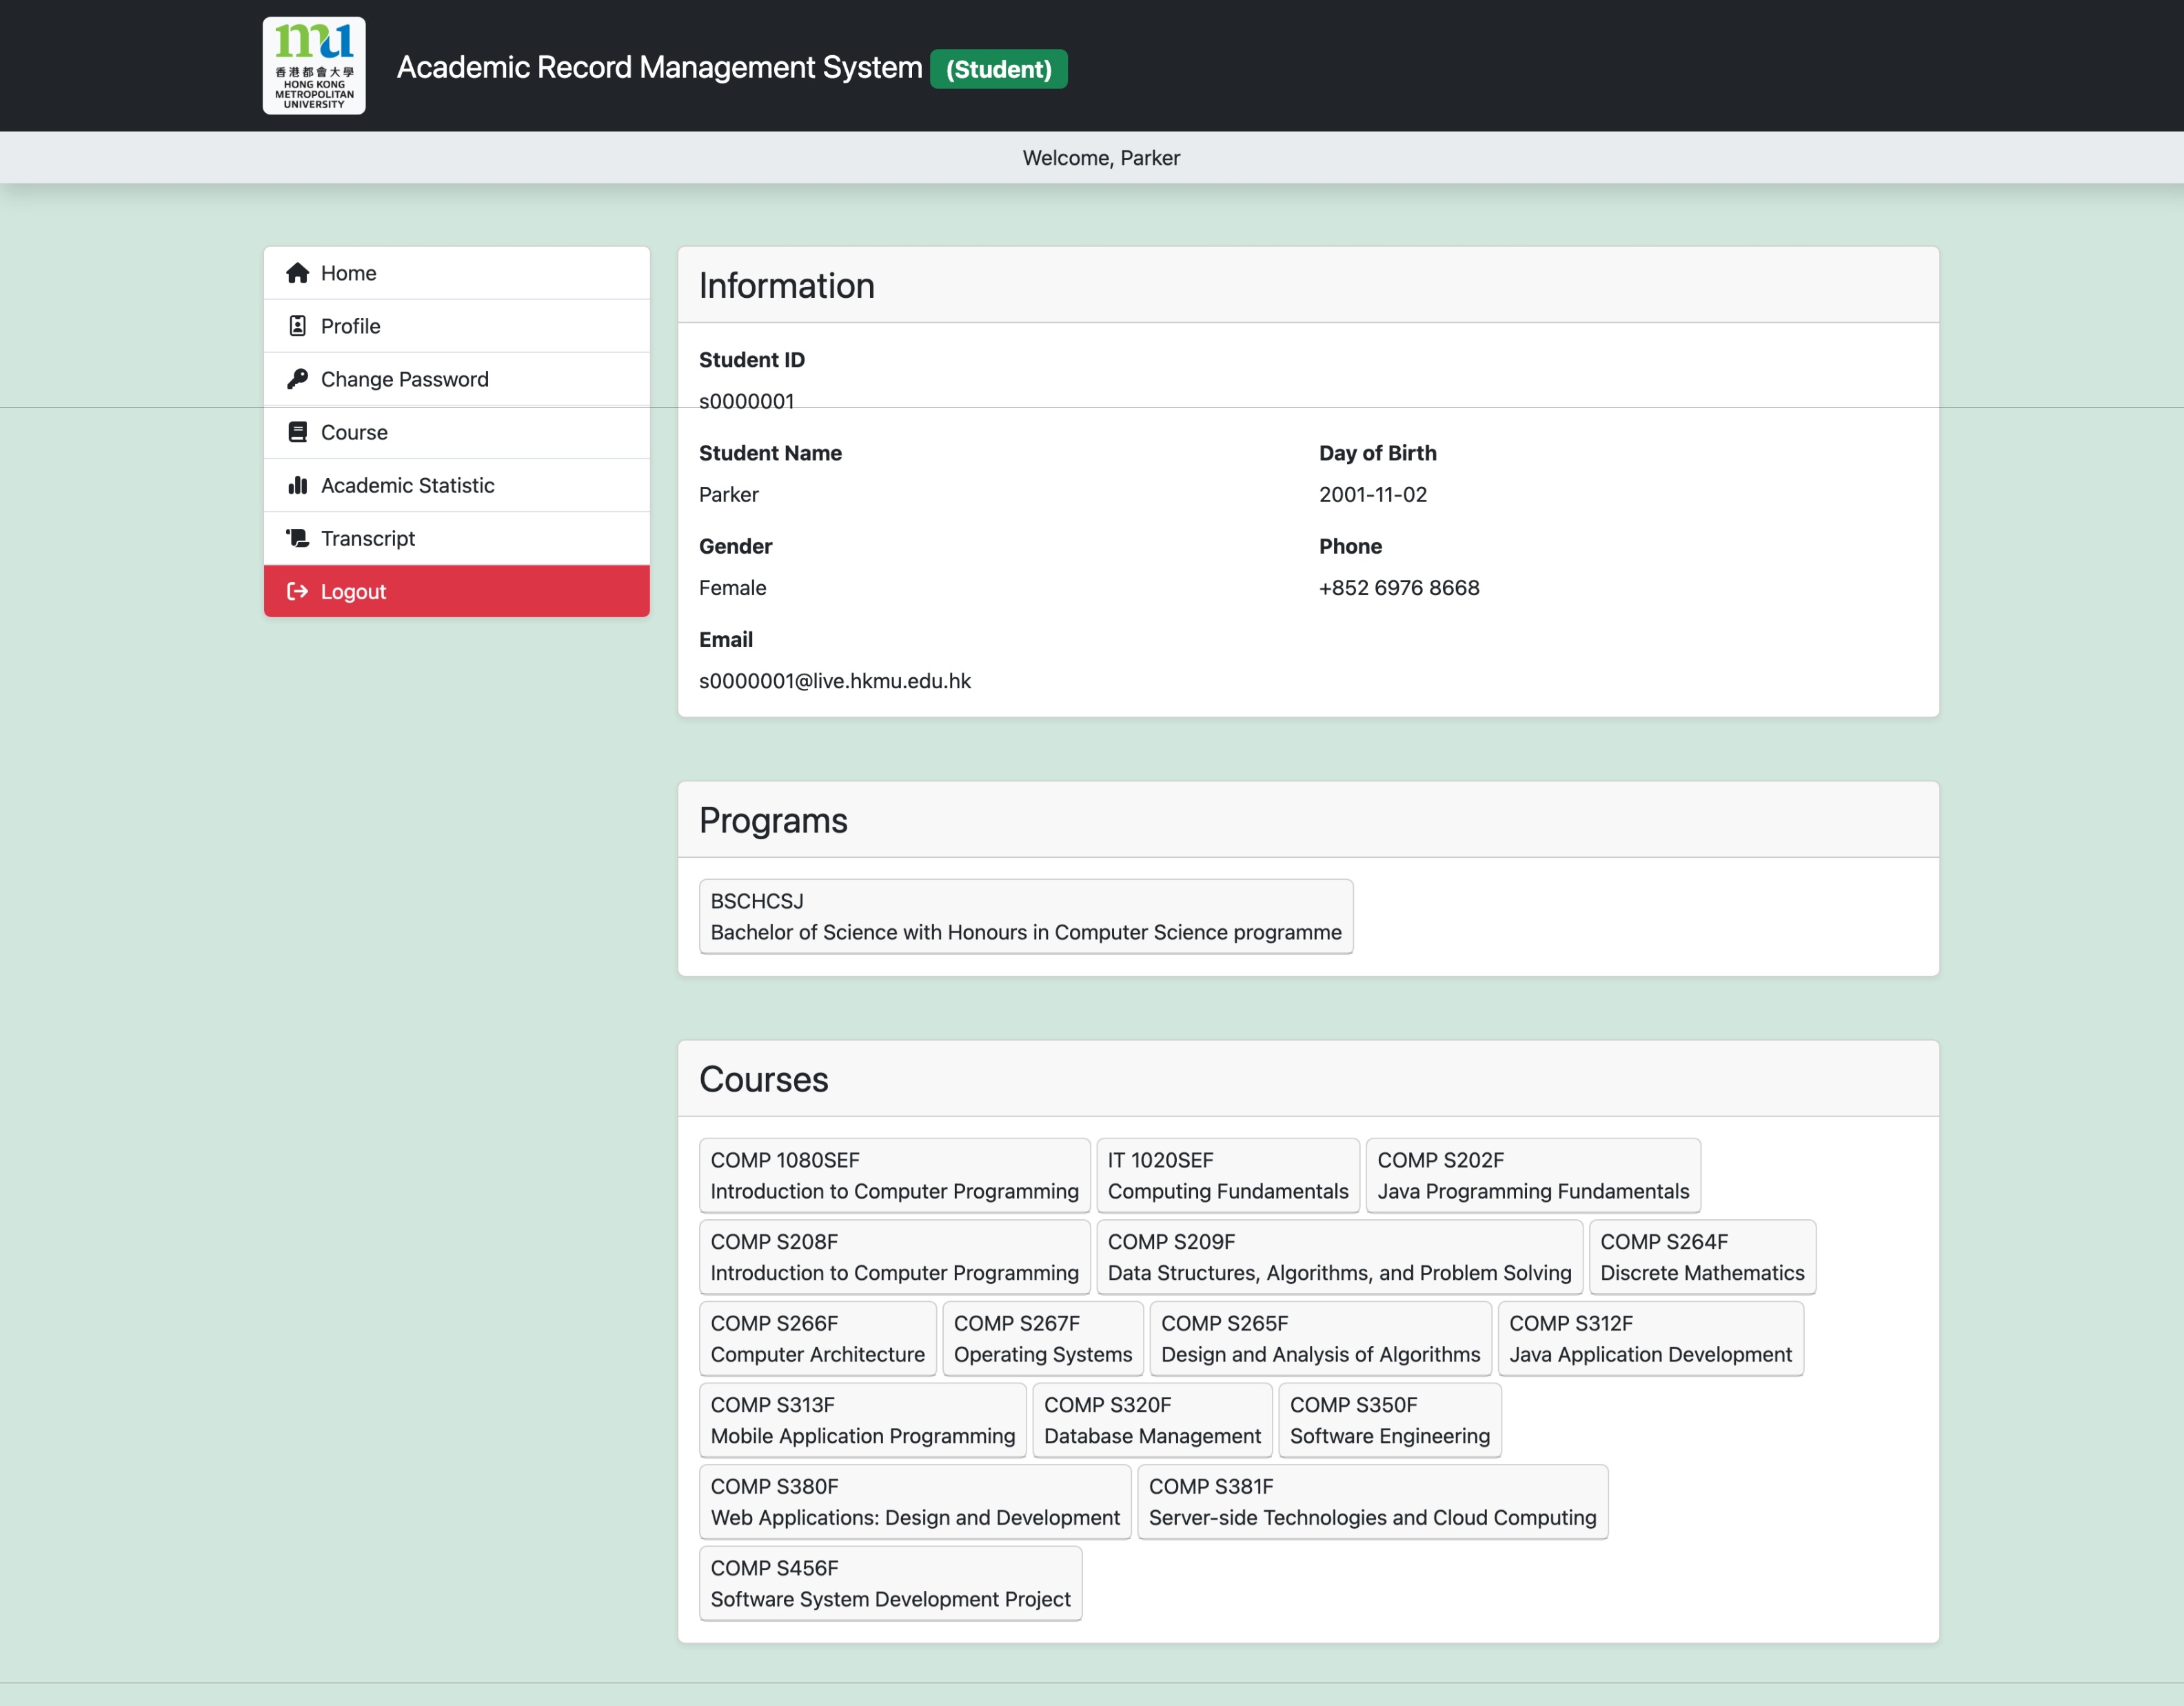 mu
香港都會大學
HONG KONG
METROPOLITAN
UNIVERSITY
Academic Record Management System (Student)
Welcome, Parker
Home
Profile
Change Password
Course
Academic Statistic
Transcript
Logout
Information
Student ID
s0000001
Student Name
Parker
Day of Birth
2001-11-02
Gender
Female
Phone
+852 6976 8668
Email
s0000001@live.hkmu.edu.hk
Programs
BSCHCSJ
Bachelor of Science with Honours in Computer Science programme
Courses
COMP 1080SEF
Introduction to Computer Programming
IT 1020SEF
Computing Fundamentals
COMP S202F
Java Programming Fundamentals
COMP S208F
Introduction to Computer Programming
COMP S209F
Data Structures, Algorithms, and Problem Solving
COMP S264F
Discrete Mathematics
COMP S266F
Computer Architecture
COMP S267F
Operating Systems
COMP S265F
Design and Analysis of Algorithms
COMP S312F
Java Application Development
COMP S313F
Mobile Application Programming
COMP S320F
Database Management
COMP S350F
Software Engineering
COMP S380F
Web Applications: Design and Development
COMP S381F
Server-side Technologies and Cloud Computing
COMP S456F
Software System Development Project